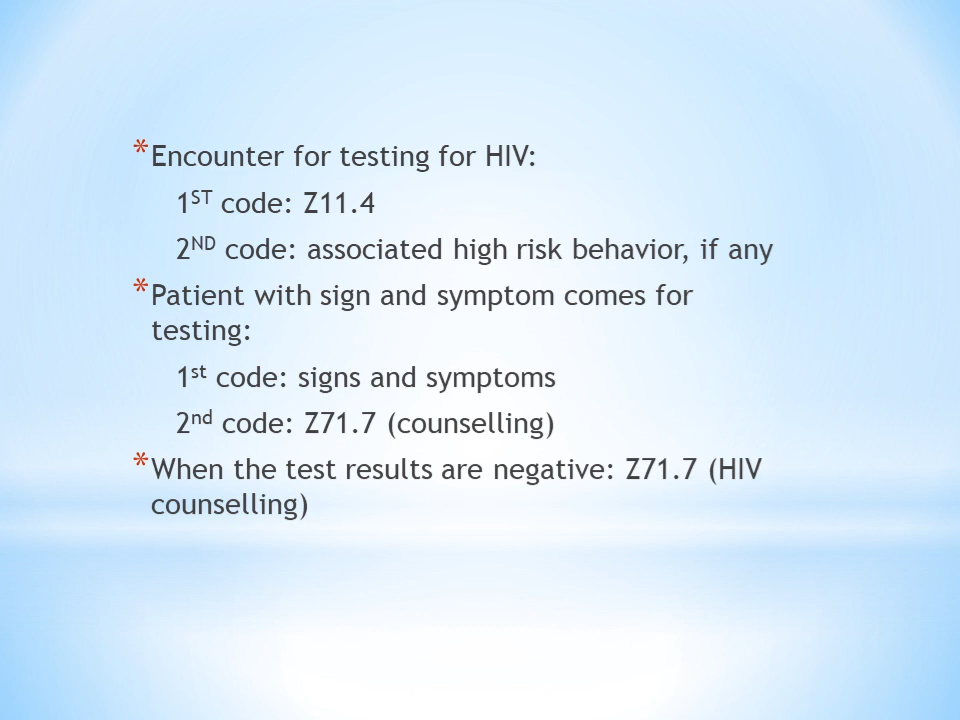 * Encounter for testing for HIV:
1ST code: Z11.4
2ND code: associated high risk behavior, if any
* Patient with sign and symptom comes for
testing:
1st code: signs and symptoms
2nd code: Z71.7 (counselling)
* When the test results are negative: Z71.7 (HIV
counselling)